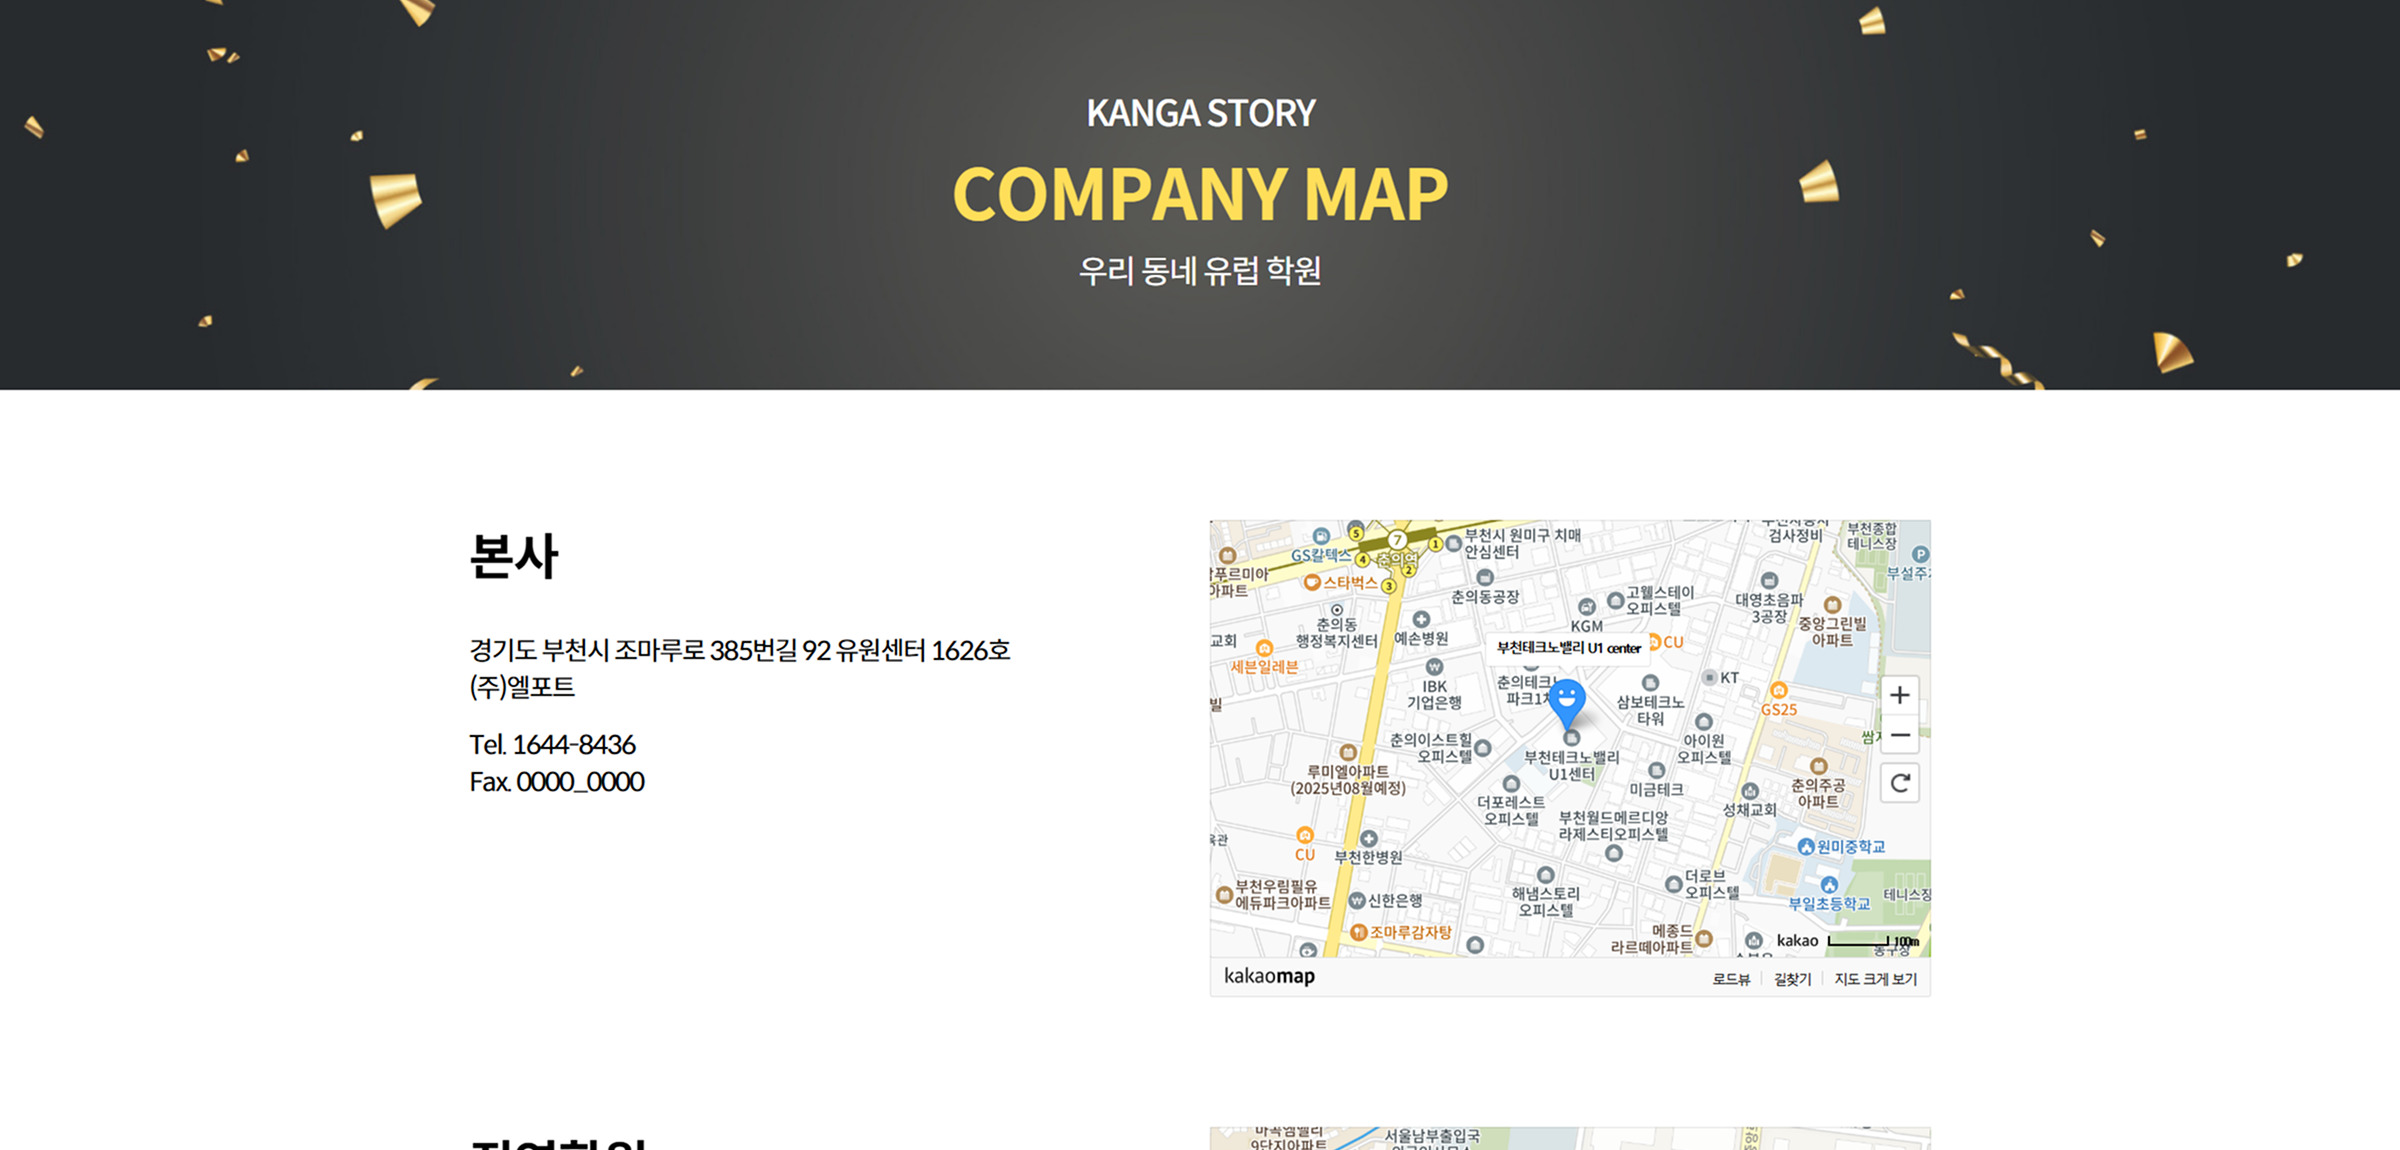 KANGA STORY
COMPANY MAP
우리 동네 유럽 학원
본사
경기도 부천시 조마루로 385번길 92 유원센터 1626호
(주)엘포트
Tel. 1644-8436
Fax. 0000_0000
5
7
1
4
춘의역
2
3
GS칼텍스
부천시 원미구 치매
안심센터
검사정비
부천종합
테니스장
P
아파트
스타벅스
춘의동공장
고웰스테이
오피스텔
대영초음파
3공장
중앙그린빌
아파트
춘의동
행정복지센터
예손병원
KGM
교회
세븐일레븐
부천테크노밸리 U1 center
CU
IBK
기업은행
삼보테크노
타워
KT
GS25
빌
춘의이스트힐
오피스텔
부천테크노밸리
U1센터
아이원
오피스텔
루미엘아파트
(2025년08월예정)
더포레스트
오피스텔
미금테크
춘의주공
아파트
성채교회
부천월드메르디앙
라제스티오피스텔
CU
부천한병원
원미중학교
부천우림필유
에듀파크아파트
신한은행
해냄스토리
오피스텔
더로브
오피스텔
부일초등학교
테니스장
조마루감자탕
메종드
라르떼아파트
kakao
100m
kakaomap
로드뷰
길찾기
지도 크게 보기
9단지아파트
서울남부출입국